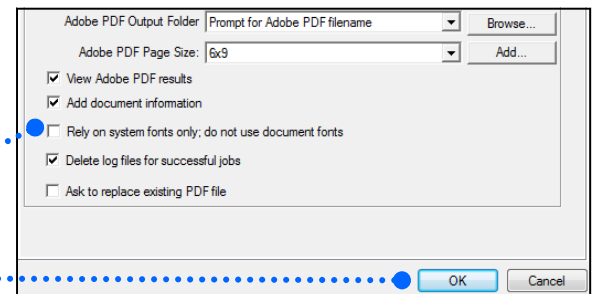 Adobe PDF Output Folder Prompt for Adobe PDF filename Browse...
Adobe PDF Page Size: 6x9 Add...
View Adobe PDF results
Add document information
Rely on system fonts only; do not use document fonts
Delete log files for successful jobs
Ask to replace existing PDF file
OK Cancel